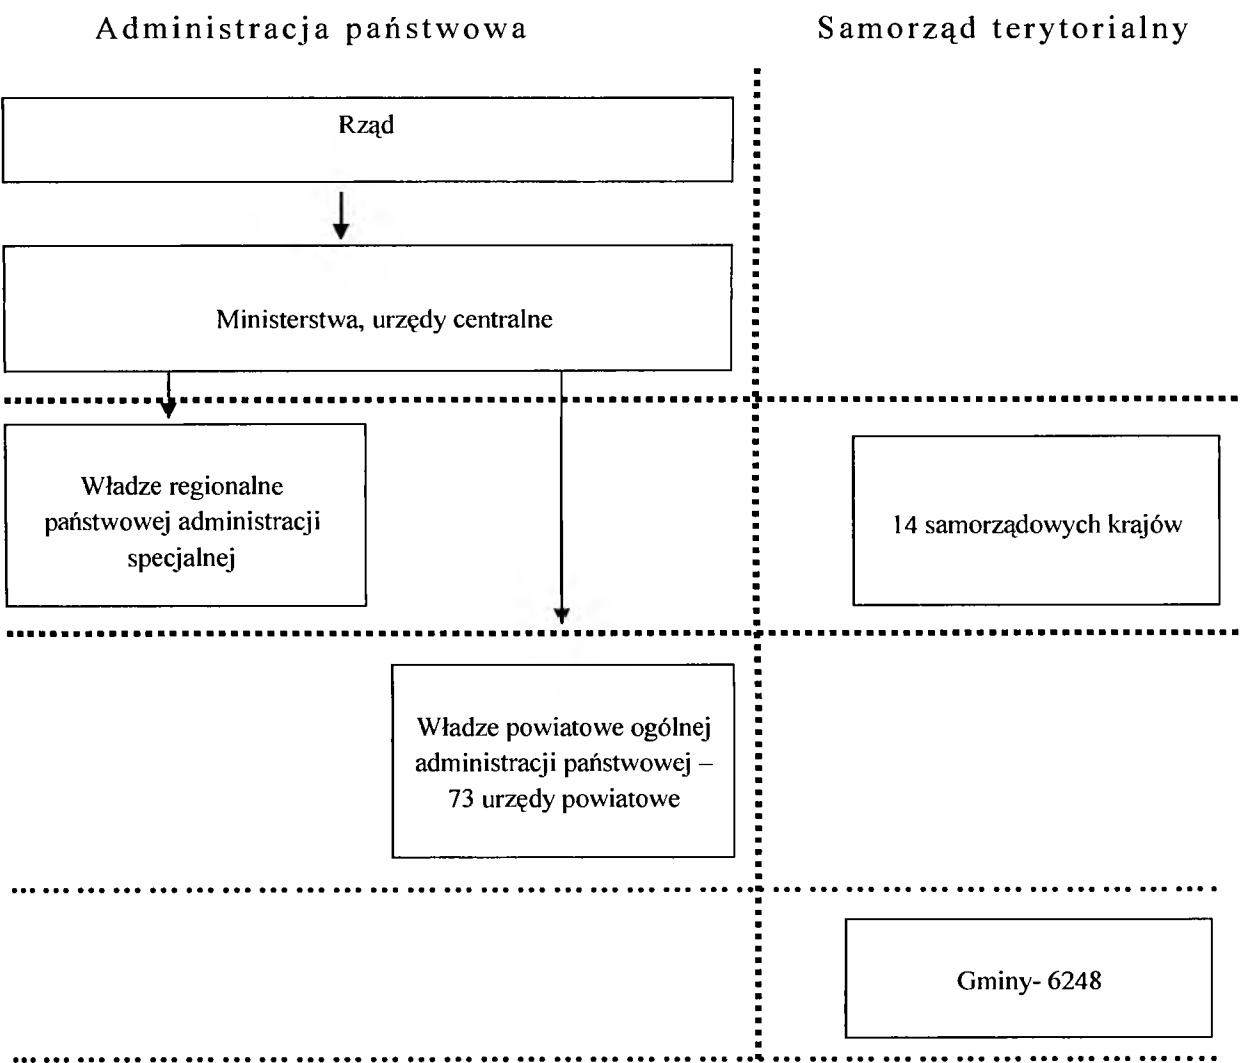 Administracja państwowa
Samorząd terytorialny
Rząd
Ministerstwa, urzędy centralne
Władze regionalne
państwowej administracji
specjalnej
14 samorządowych krajów
Władze powiatowe ogólnej
administracji państwowej –
73 urzędy powiatowe
Gminy- 6248